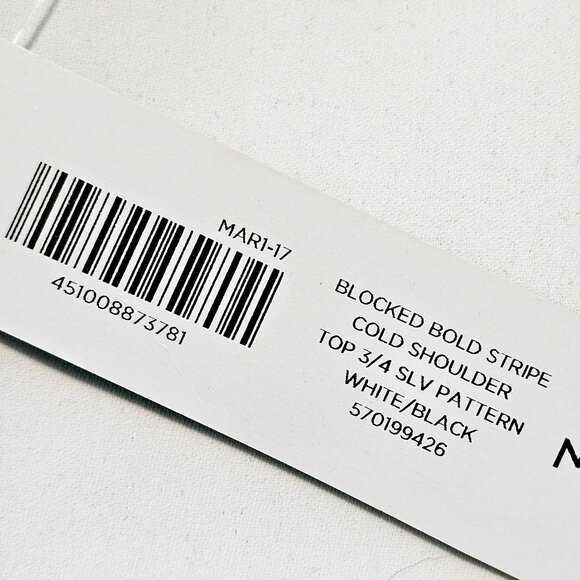 MAR1-17
451008873781
BLOCKED BOLD STRIPE
COLD SHOULDER
TOP 3/4 SLV PATTERN
WHITE/BLACK
570199426